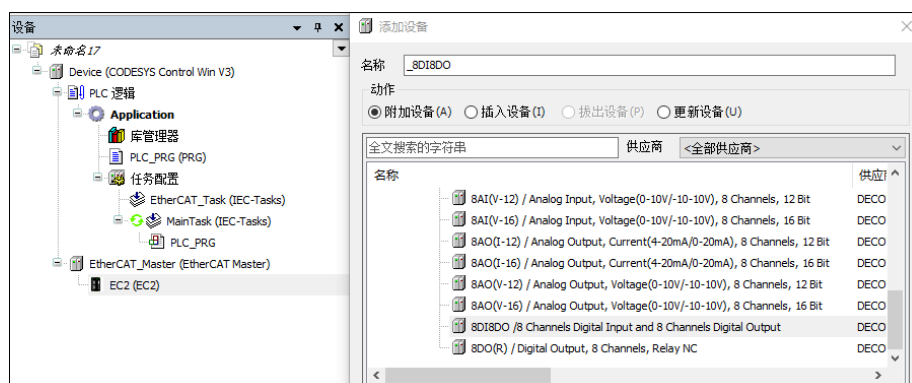 设备
未命名17
Device (CODESYS Control Win V3)
PLC 逻辑
Application
库管理器
PLC_PRG (PRG)
任务配置
EtherCAT_Task (IEC-Tasks)
MainTask (IEC-Tasks)
PLC_PRG
EtherCAT_Master (EtherCAT Master)
EC2 (EC2)
添加设备
名称 _8DI8DO
动作
附加设备(A) 插入设备(I) 拔出设备(P) 更新设备(U)
全文搜索的字符串 供应商 <全部供应商>
名称 供应
8AI(V-12) / Analog Input, Voltage(0-10V/-10-10V), 8 Channels, 12 Bit DECO
8AI(V-16) / Analog Input, Voltage(0-10V/-10-10V), 8 Channels, 16 Bit DECO
8AO(I-12) / Analog Output, Current(4-20mA/0-20mA), 8 Channels, 12 Bit DECO
8AO(I-16) / Analog Output, Current(4-20mA/0-20mA), 8 Channels, 16 Bit DECO
8AO(V-12) / Analog Output, Voltage(0-10V/-10-10V), 8 Channels, 12 Bit DECO
8AO(V-16) / Analog Output, Voltage(0-10V/-10-10V), 8 Channels, 16 Bit DECO
8DI8DO /8 Channels Digital Input and 8 Channels Digital Output DECO
8DO(R) / Digital Output, 8 Channels, Relay NC DECO